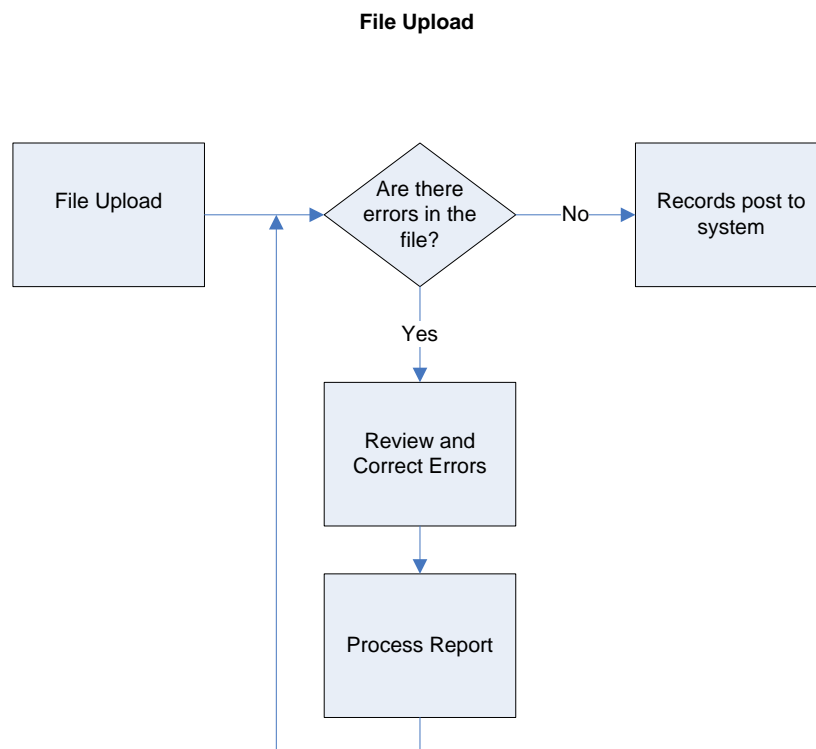 File Upload
File Upload
Are there
errors in the
file?
No
Records post to
system
Yes
Review and
Correct Errors
Process Report